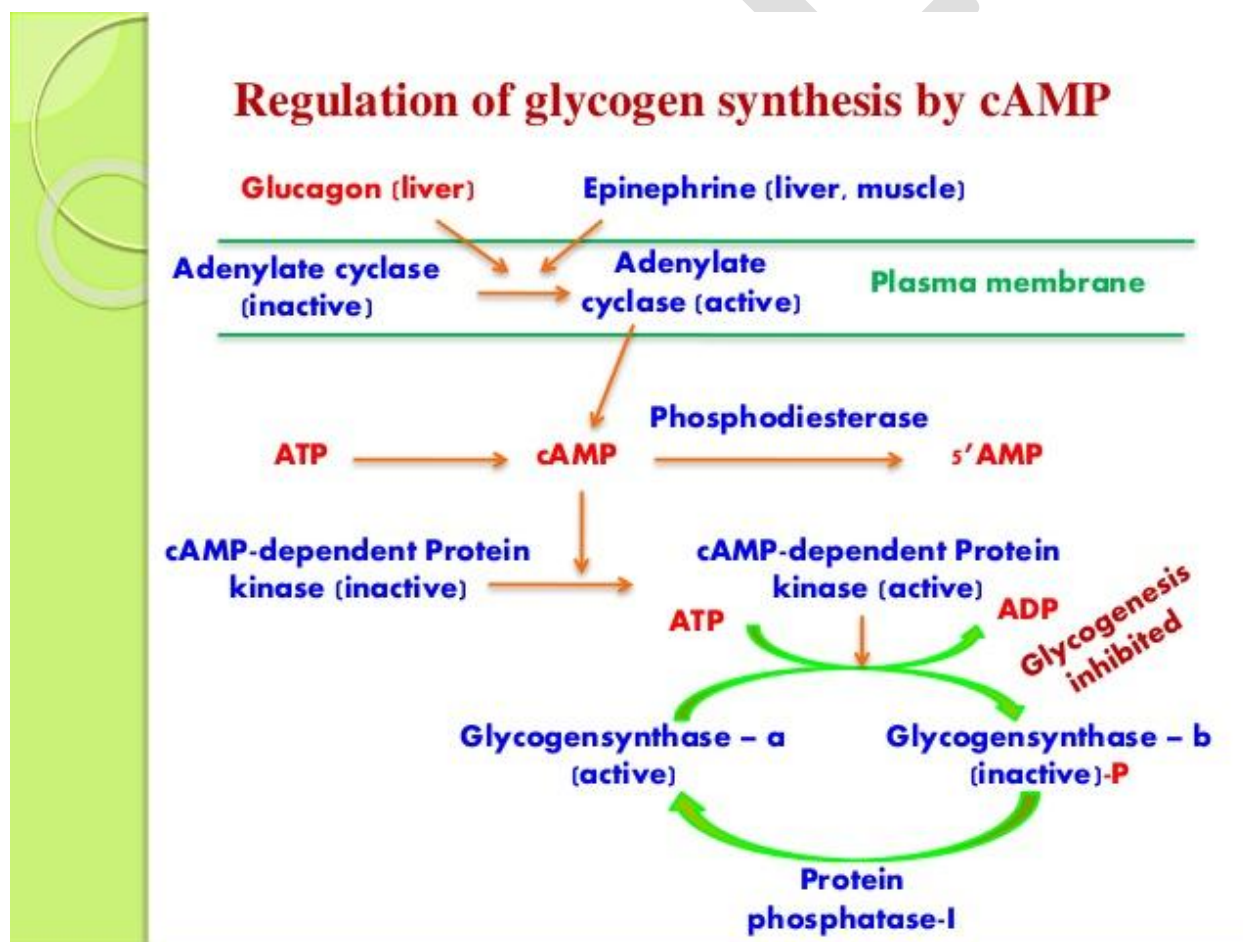 Regulation of glycogen synthesis by cAMP
Glucagon (liver)
Epinephrine (liver, muscle)
Adenylate cyclase
(inactive)
Adenylate
cyclase (active)
Plasma membrane
Phosphodiesterase
ATP
cAMP
5'AMP
cAMP-dependent Protein
kinase (inactive)
cAMP-dependent Protein
kinase (active)
ATP
ADP
Glycogenesis
inhibited
Glycogensynthase – a
(active)
Glycogensynthase – b
(inactive)-P
Protein
phosphatase-I